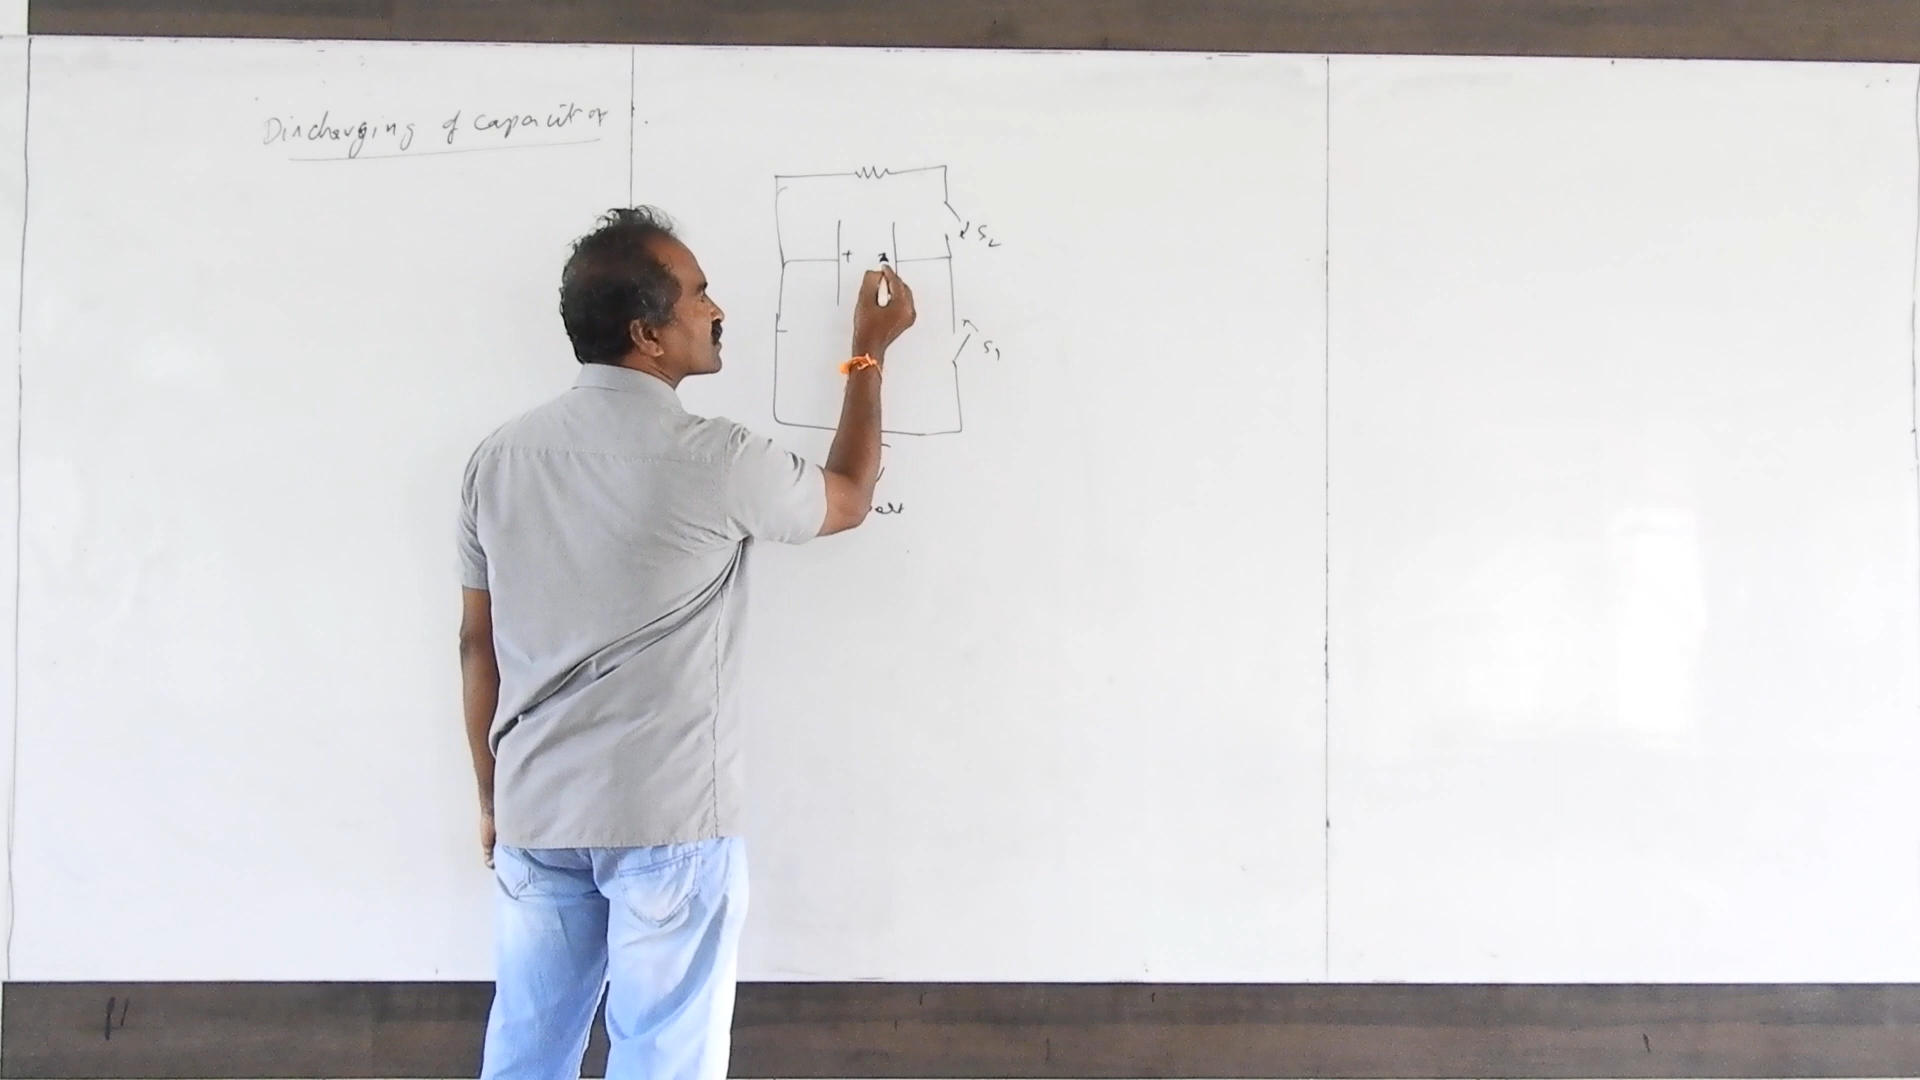 Discharging of capacitor
S2
+
S1